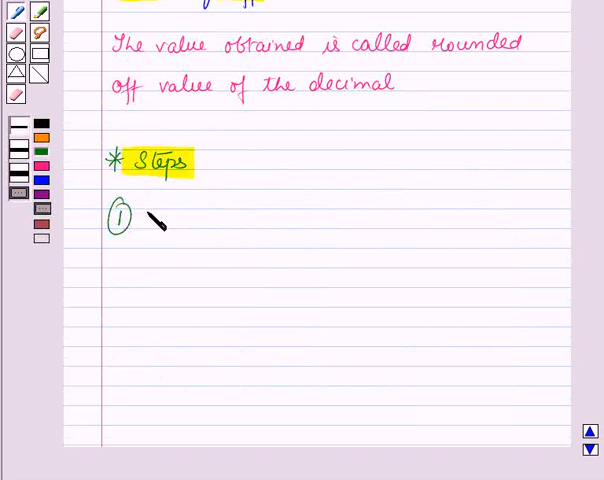 The value obtained is called rounded
off value of the decimal
* Steps
①